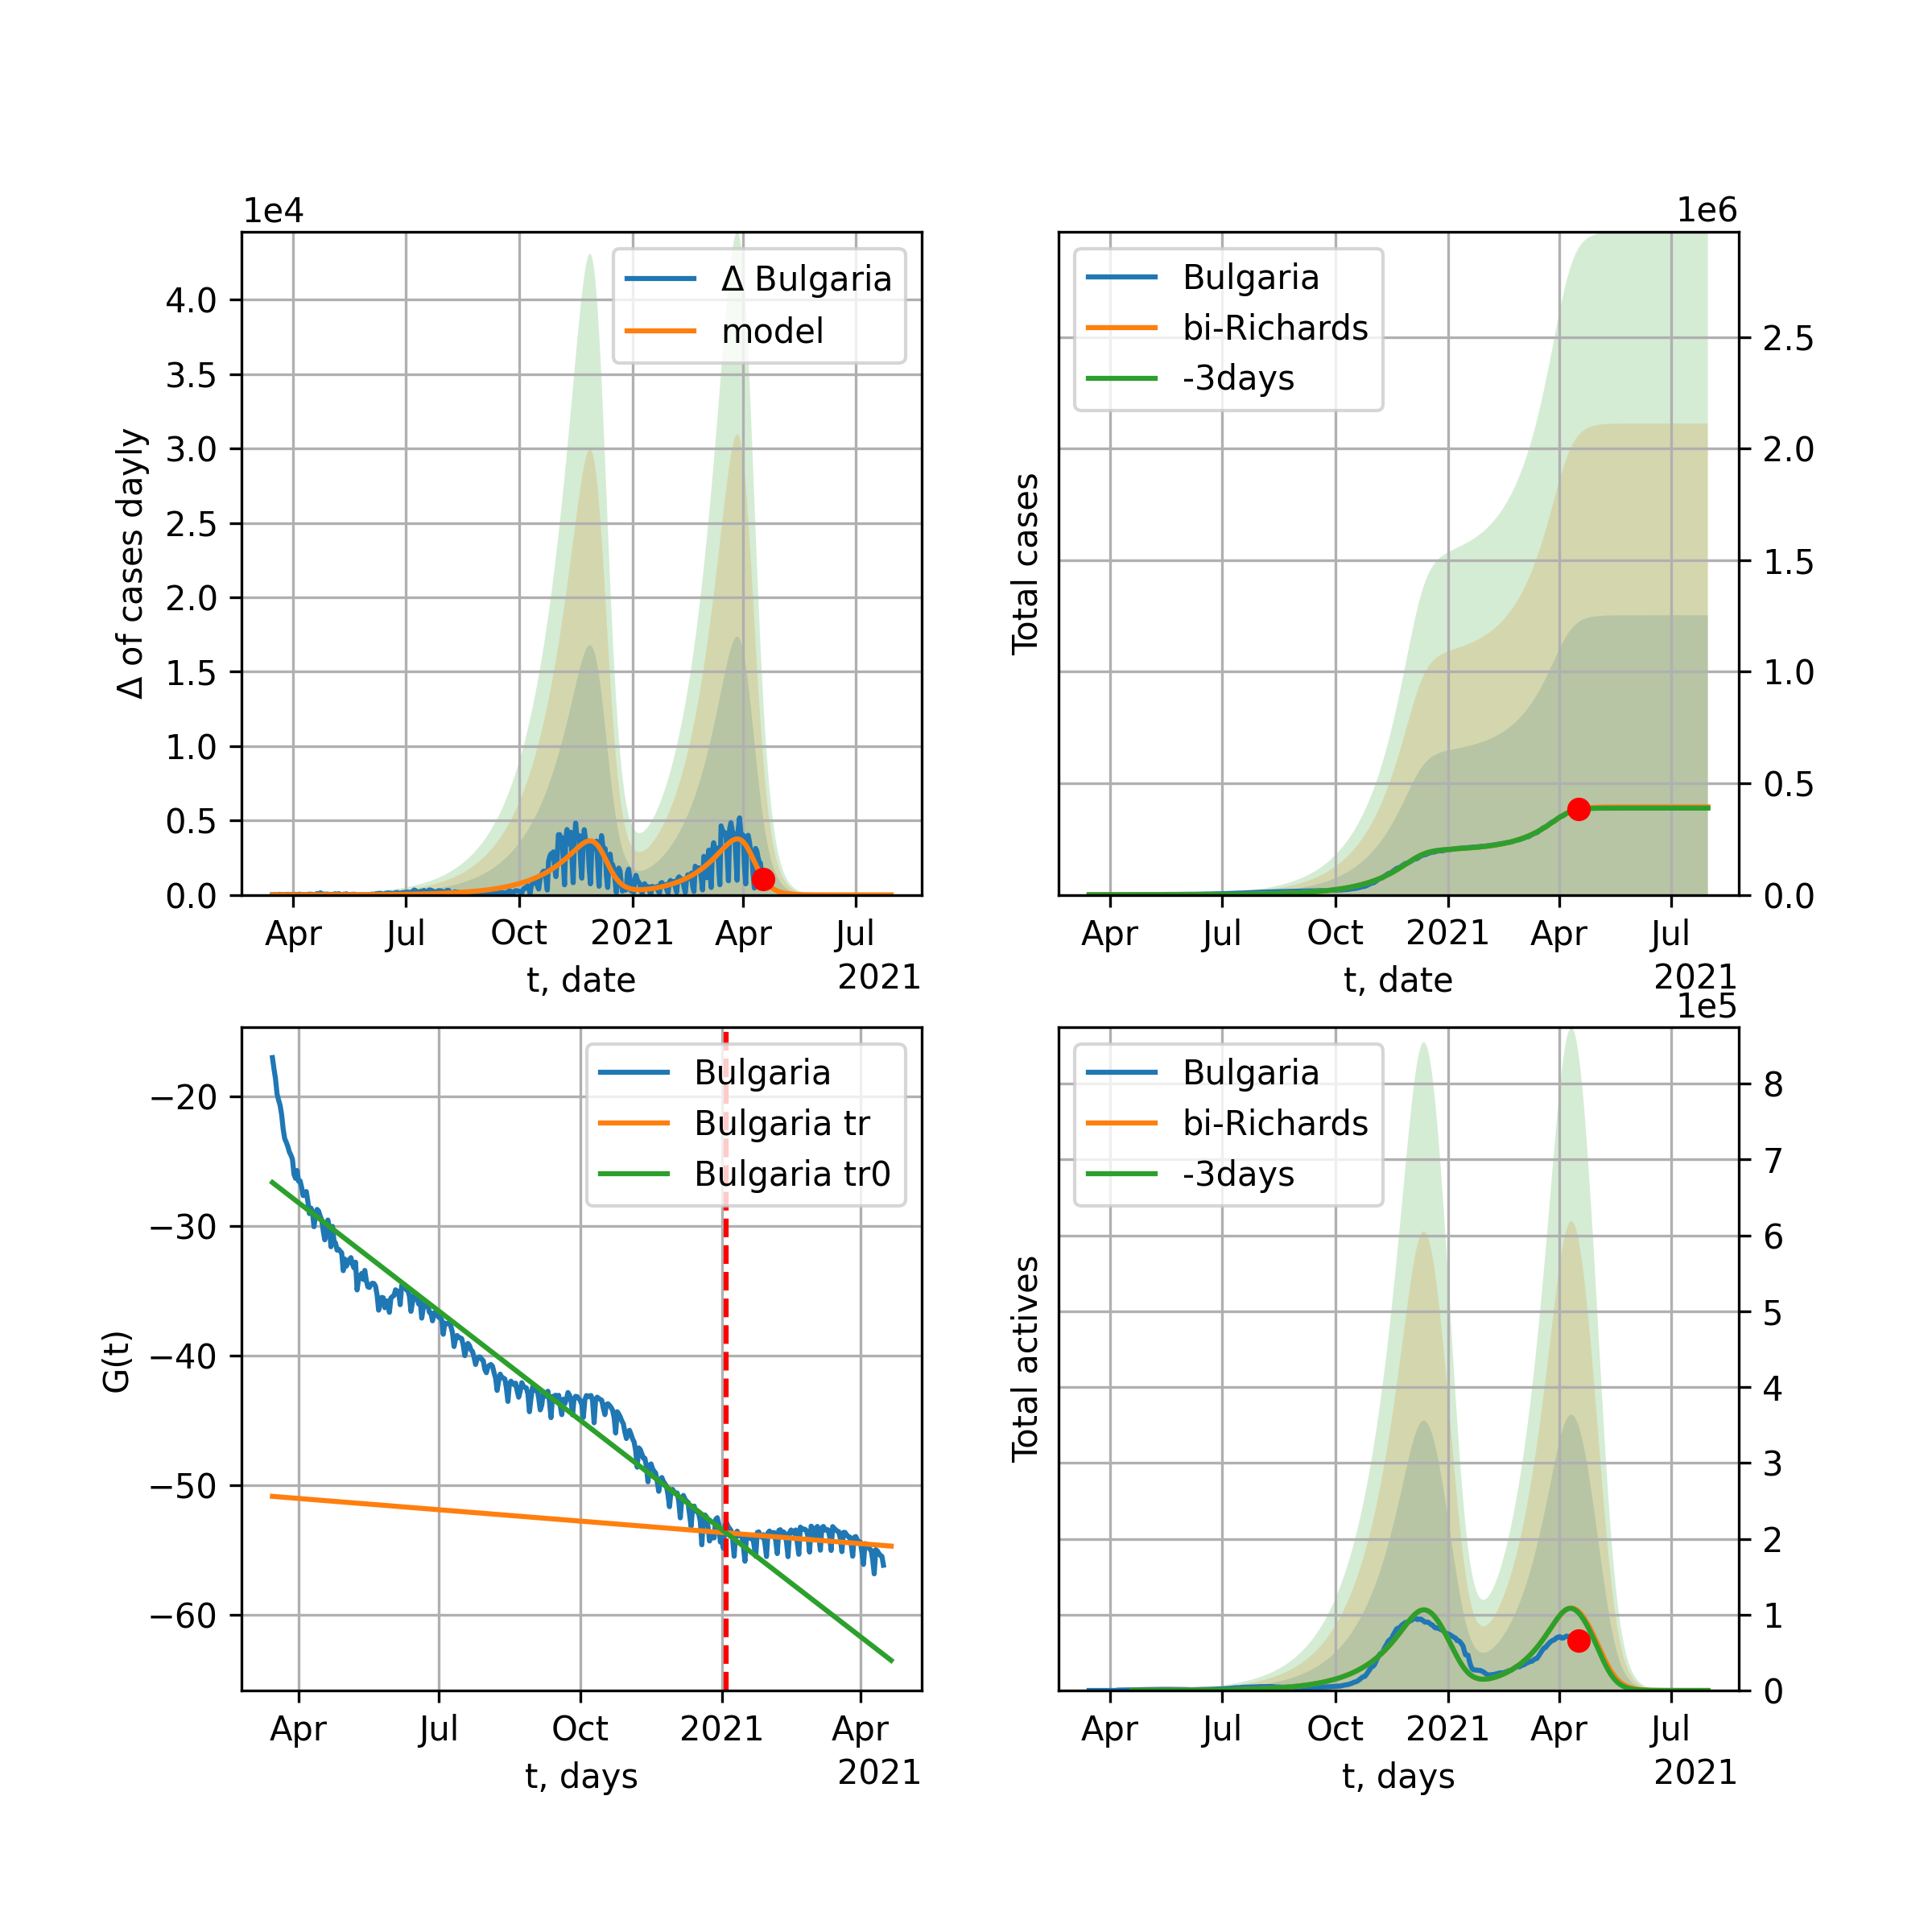 1e4
Δ Bulgaria
model
4.0
3.5
3.0
2.5
2.0
1.5
1.0
0.5
0.0
Δ of cases dayly
Apr Jul Oct 2021 Apr Jul
t, date
2021
1e6
Bulgaria
bi-Richards
-3days
2.5
2.0
1.5
1.0
0.5
0.0
Total cases
Apr Jul Oct 2021 Apr Jul
t, date
2021
Bulgaria
Bulgaria tr
Bulgaria tr0
−20
−30
−40
−50
−60
G(t)
Apr Jul Oct 2021 Apr
t, days
2021
1e5
Bulgaria
bi-Richards
-3days
8
7
6
5
4
3
2
1
0
Total actives
Apr Jul Oct 2021 Apr Jul
t, days
2021